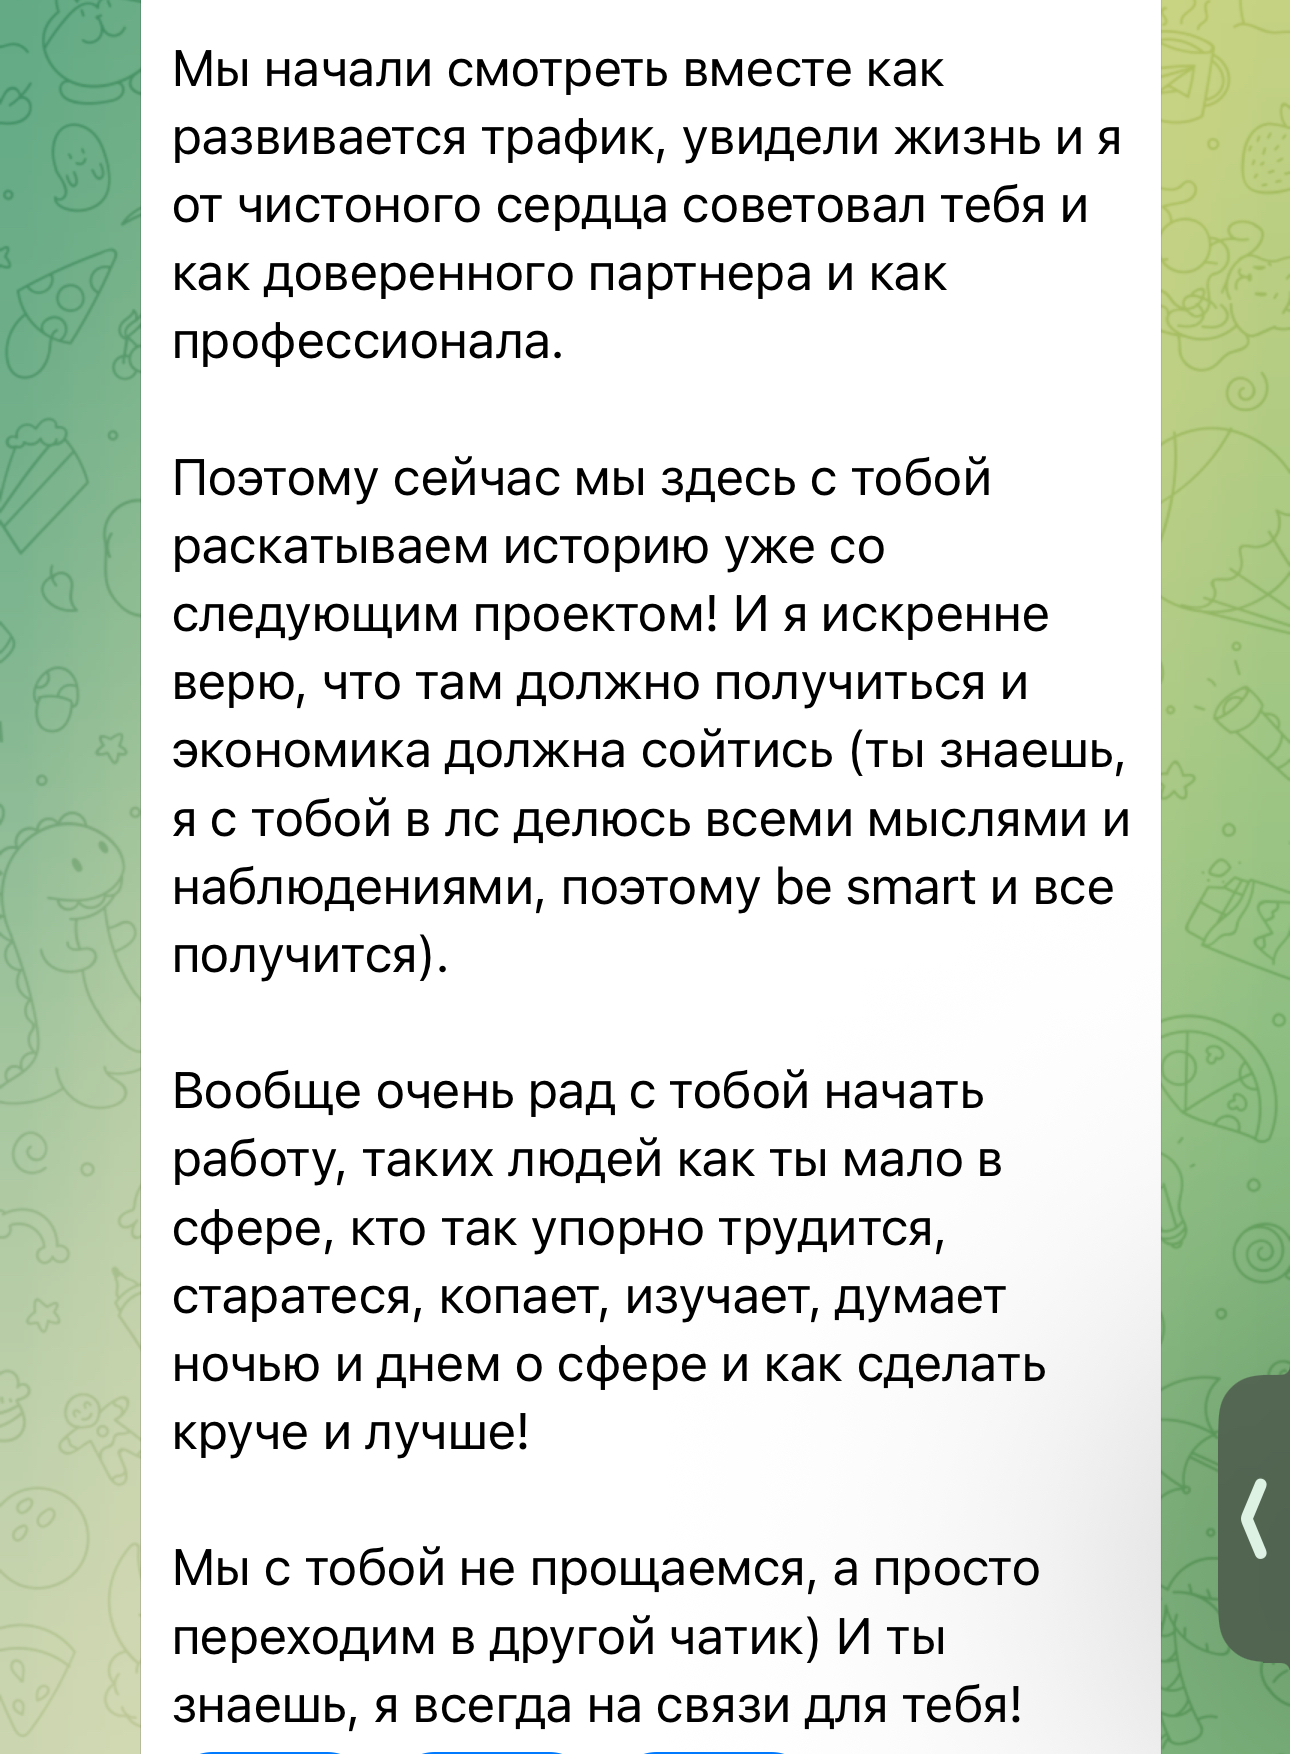 Мы начали смотреть вместе как
развивается трафик, увидели жизнь и я
от чистоного сердца советовал тебя и
как доверенного партнера и как
профессионала.
Поэтому сейчас мы здесь с тобой
раскатываем историю уже со
следующим проектом! И я искренне
верю, что там должно получиться и
экономика должна сойтись (ты знаешь,
я с тобой в лс делюсь всеми мыслями и
наблюдениями, поэтому be smart и все
получится).
Вообще очень рад с тобой начать
работу, таких людей как ты мало в
сфере, кто так упорно трудится,
старатеся, копает, изучает, думает
ночью и днем о сфере и как сделать
круче и лучше!
Мы с тобой не прощаемся, а просто
переходим в другой чатик) И ты
знаешь, я всегда на связи для тебя!